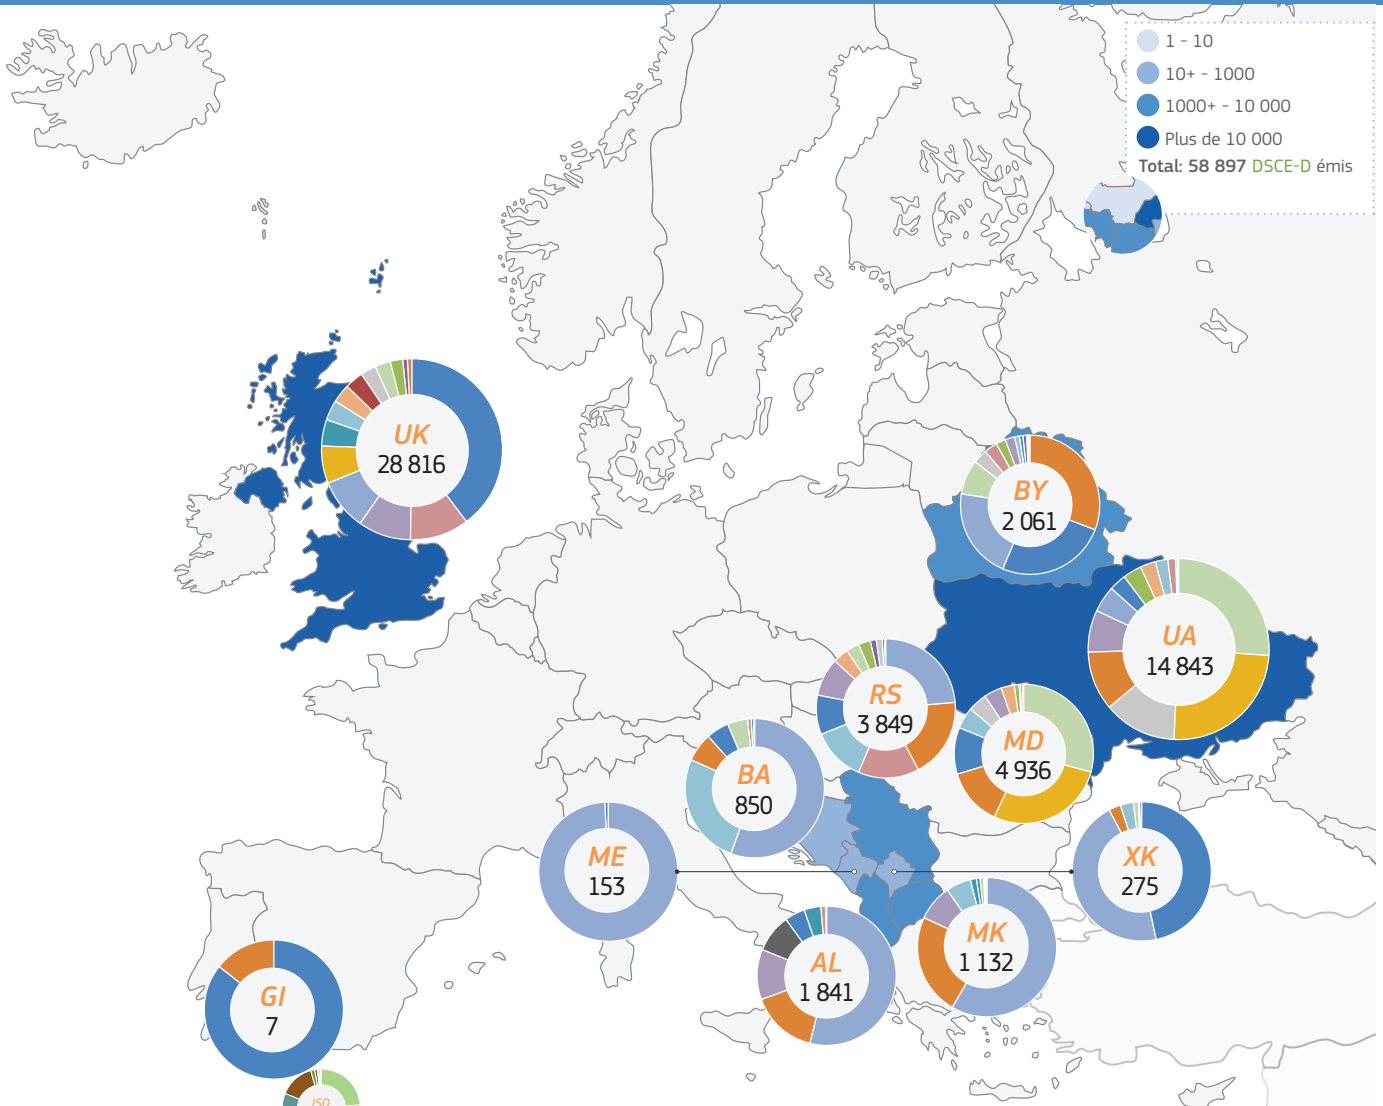 1 - 10
10+ - 1000
1000+ - 10 000
Plus de 10 000
Total: 58 897 DSCE-D émis
UK
28 816
BY
2 061
UA
14 843
RS
3 849
MD
4 936
BA
850
ME
153
XK
275
MK
1 132
AL
1 841
GI
7
ISO